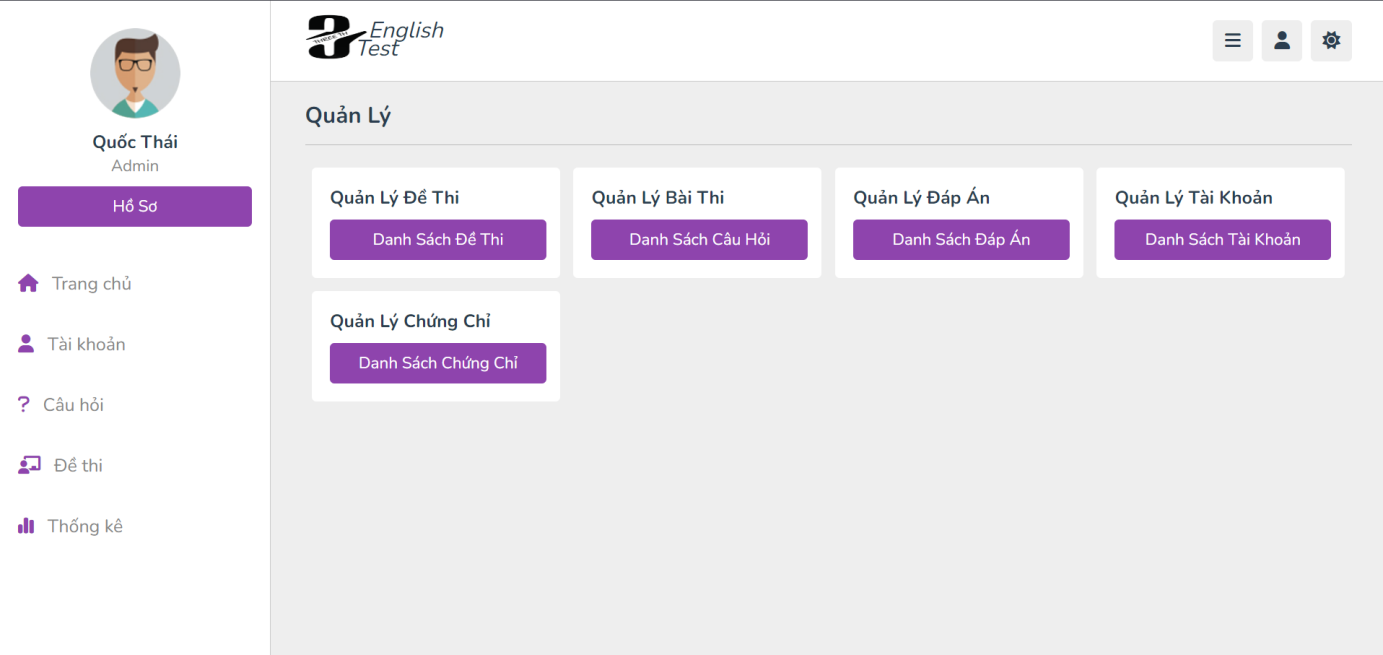 Quốc Thái
Admin
Hồ Sơ
Trang chủ
Tài khoản
Câu hỏi
Đề thi
Thống kê
THREE TH
English
Test
Quản Lý
Quản Lý Đề Thi
Danh Sách Đề Thi
Quản Lý Bài Thi
Danh Sách Câu Hỏi
Quản Lý Đáp Án
Danh Sách Đáp Án
Quản Lý Tài Khoản
Danh Sách Tài Khoản
Quản Lý Chứng Chỉ
Danh Sách Chứng Chỉ